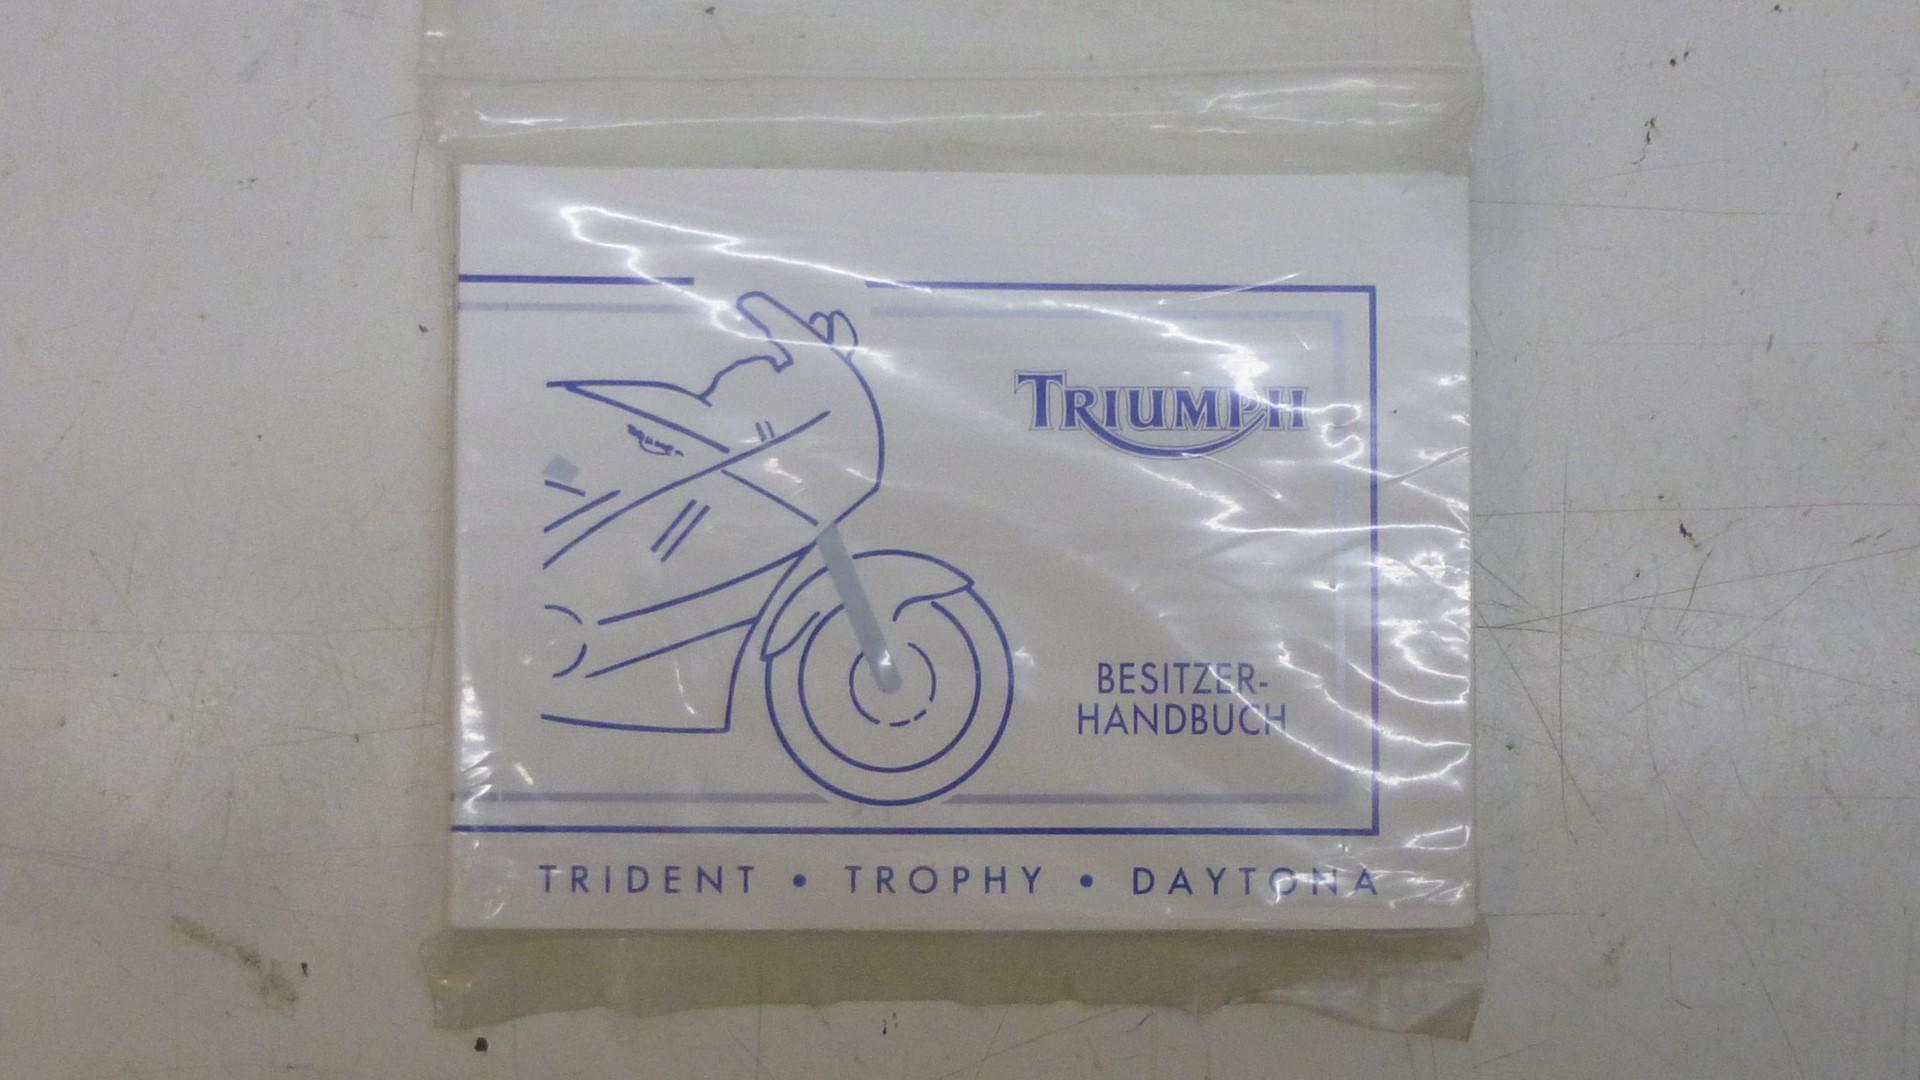 TRIUMPH
BESITZER-
HANDBUCH
TRIDENT • TROPHY • DAYTONA